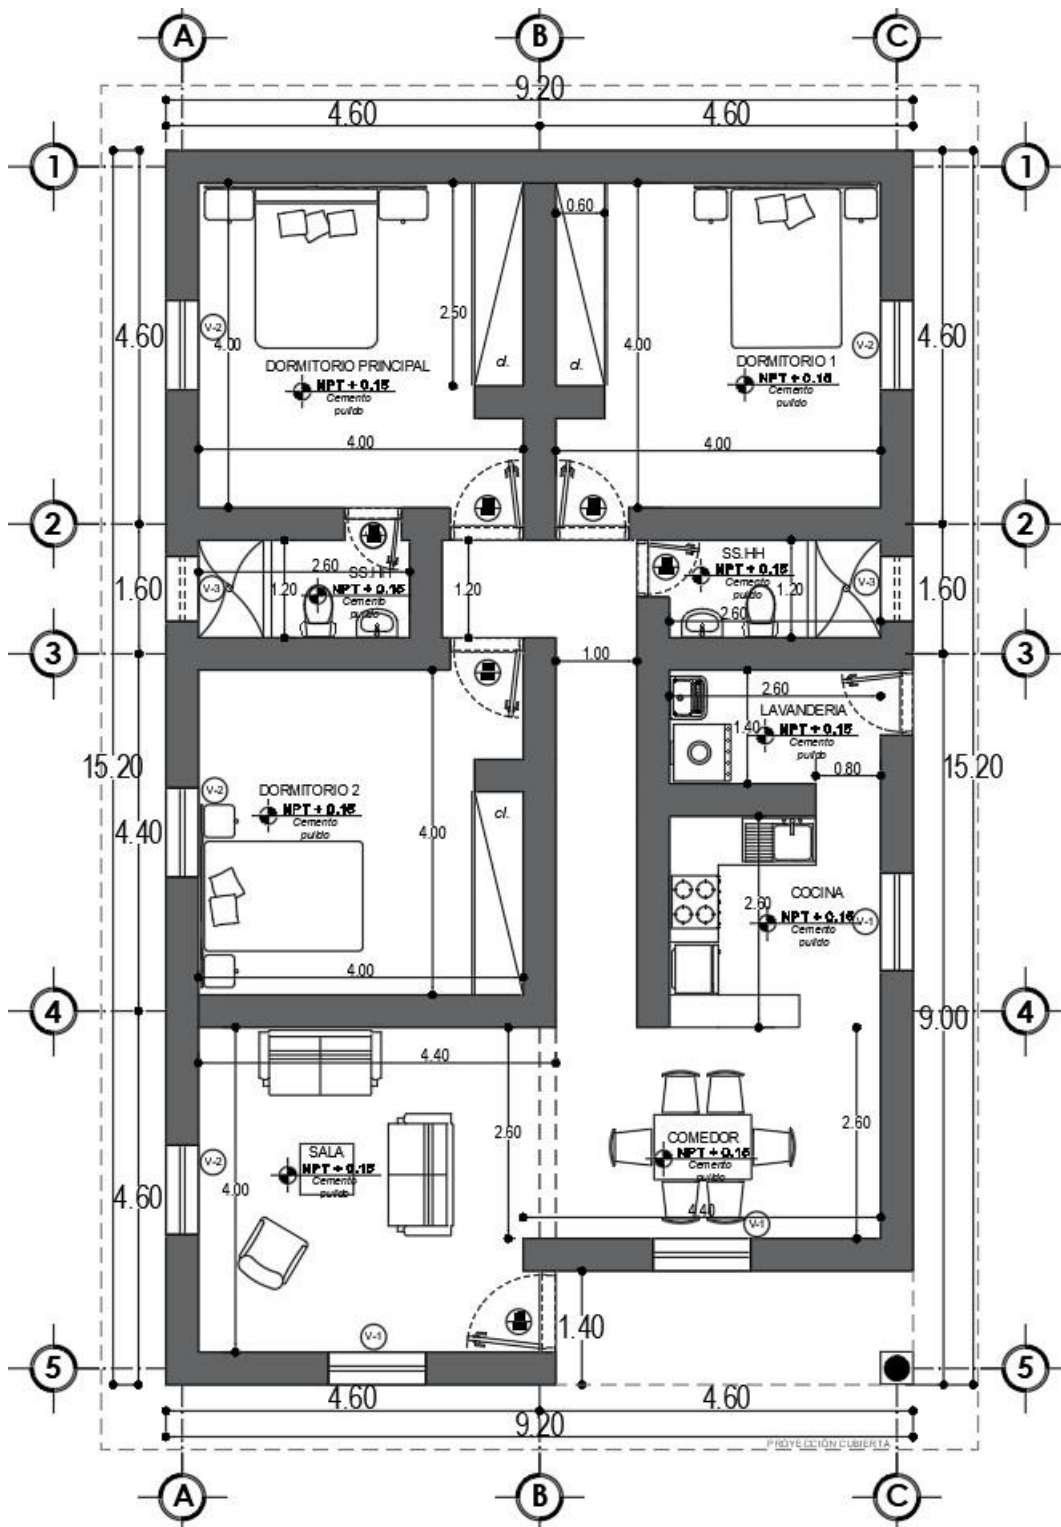 A B C
9.20
4.60 4.60
1 1
0.60
2.50
4.60 V-2 4.00 4.00 V-2 4.60
cl. cl.
DORMITORIO PRINCIPAL
NPT + 0.15
Cemento
pulido
DORMITORIO 1
NPT + 0.15
Cemento
pulido
4.00 4.00
2 2
SS.HH
NPT + 0.15
Cemento
pulido
SS.HH
NPT + 0.15
Cemento
pulido
1.60 V-3 2.60 1.20 1.20 2.60 1.20 V-3 1.60
3 3
1.00
2.60
LAVANDERIA
NPT + 0.15
Cemento
pulido
1.40
0.80
15.20 15.20
V-2
DORMITORIO 2
NPT + 0.15
Cemento
pulido
cl.
4.40 4.00
COCINA
NPT + 0.15
Cemento
pulido
2.60 V-1
4.00
4 4
9.00
4.40
2.60 2.60
COMEDOR
NPT + 0.15
Cemento
pulido
SALA
NPT + 0.15
Cemento
pulido
V-2
4.00
4.60
4.40 V-1
V-1
1.40
5 5
4.60 4.60
9.20
PROYECCIÓN CUBIERTA
A B C